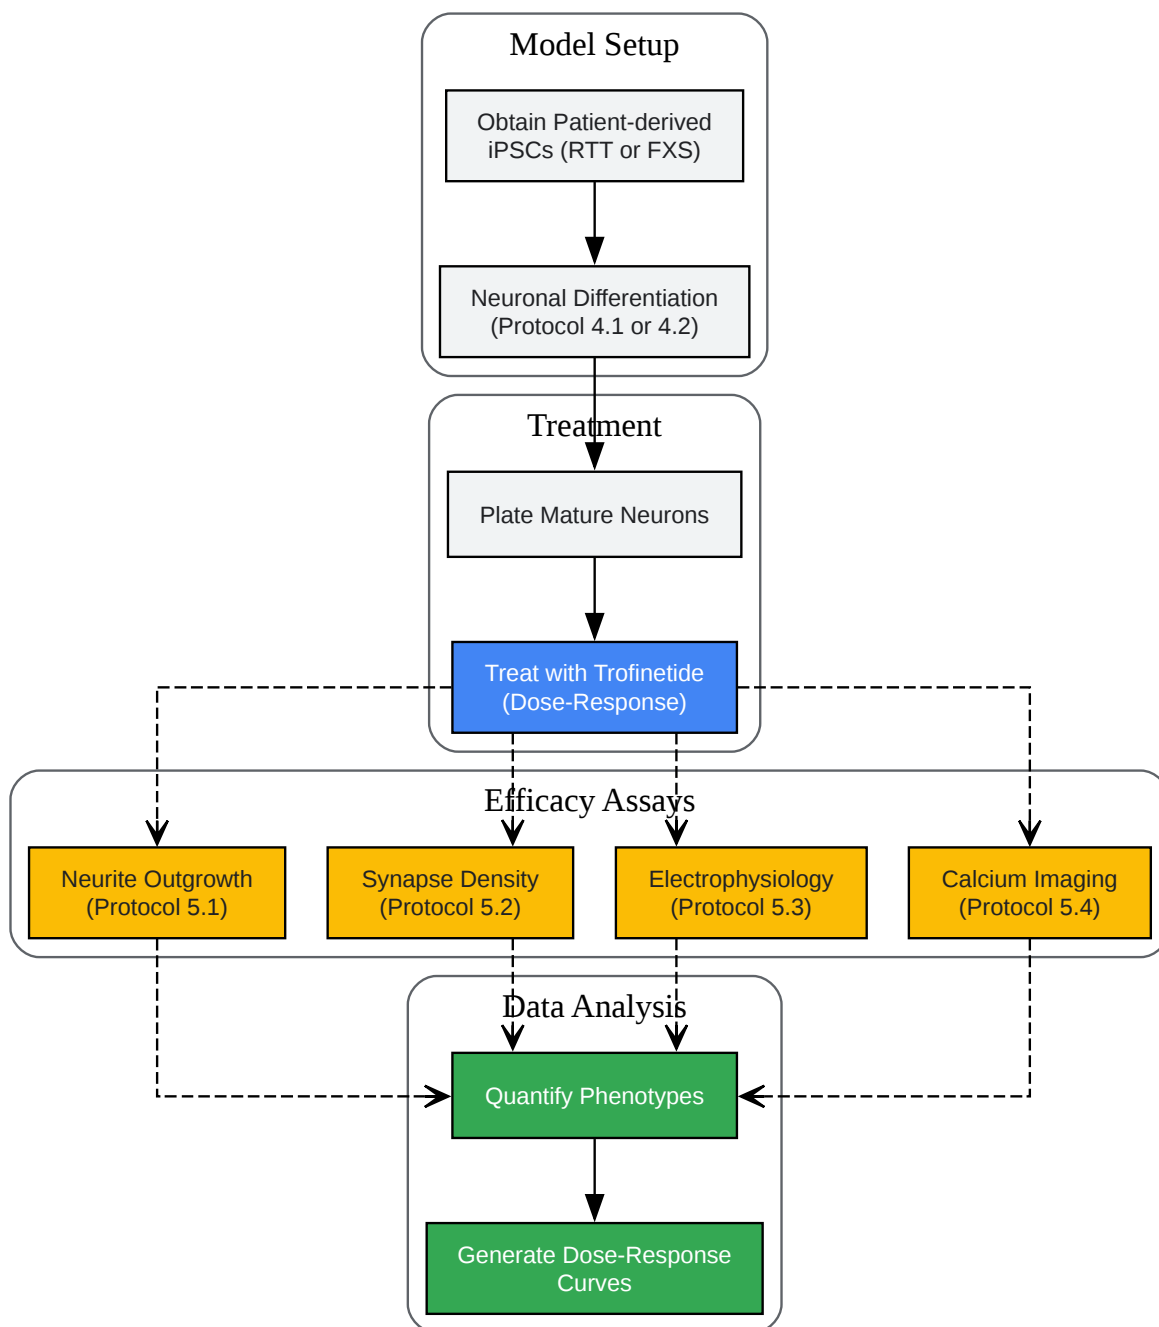 Model Setup
Obtain Patient-derived
iPSCs (RTT or FXS)
Neuronal Differentiation
(Protocol 4.1 or 4.2)
Treatment
Plate Mature Neurons
Treat with Trofinetide
(Dose-Response)
Efficacy Assays
Neurite Outgrowth
(Protocol 5.1)
Synapse Density
(Protocol 5.2)
Electrophysiology
(Protocol 5.3)
Calcium Imaging
(Protocol 5.4)
Data Analysis
Quantify Phenotypes
Generate Dose-Response
Curves